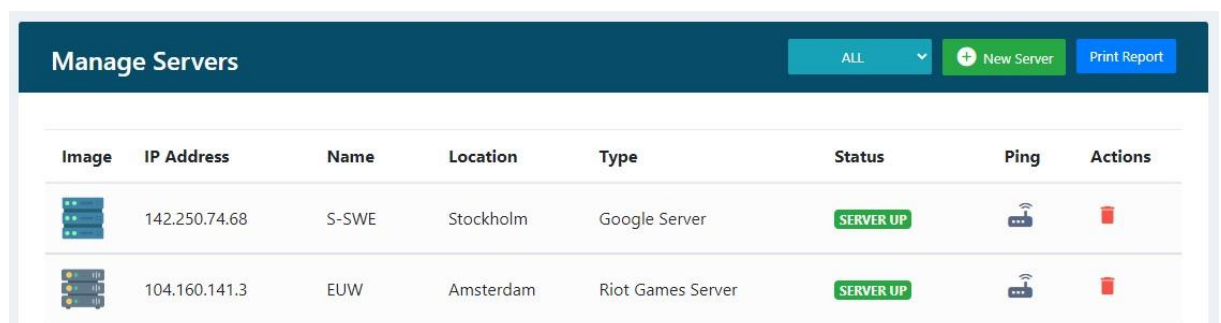 Manage Servers ALL New Server Print Report
Image IP Address Name Location Type Status Ping Actions
142.250.74.68 S-SWE Stockholm Google Server SERVER UP
104.160.141.3 EUW Amsterdam Riot Games Server SERVER UP